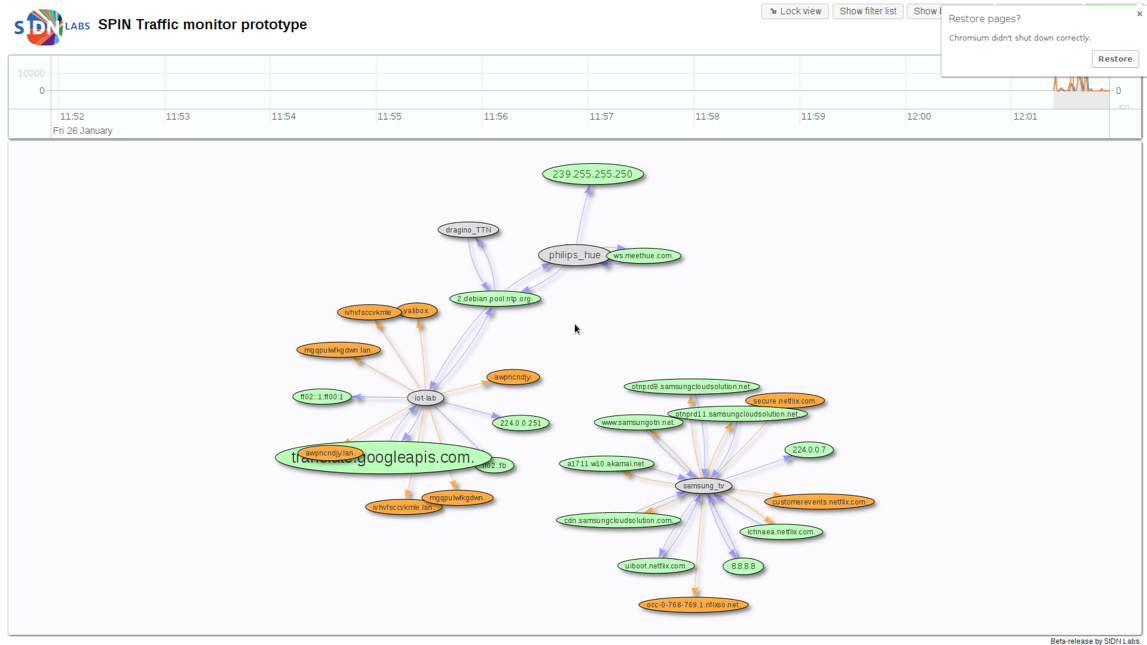 SIDN LABS
SPIN Traffic monitor prototype
Lock view
Show filter list
Show b
Restore pages?
×
Chromium didn't shut down correctly.
Restore
10000
0
0
-50
11:52
11:53
11:54
11:55
11:56
11:57
11:58
11:59
12:00
12:01
Fri 26 January
239.255.255.250
dragino_TTN
philips_hue
ws.meethue.com.
2.debian.pool.ntp.org.
ivhvfsccvkmle.
valibox.
mgqpulwfkgdwn.lan.
awpncndjy.
ff02::1:ff00:1
iot-lab
224.0.0.251
awpncndjy.lan.
googleapis.com.
ff02::fb
mgqpulwfkgdwn.
ivhvfsccvkmle.lan.
otnprd8.samsungcloudsolution.net.
secure.netflix.com.
otnprd11.samsungcloudsolution.net.
www.samsungotn.net.
224.0.0.7
a1711.w10.akamai.net.
samsung_tv
customerevents.netflix.com.
cdn.samsungcloudsolution.com.
ichnaea.netflix.com.
uiboot.netflix.com.
8.8.8.8
occ-0-768-769.1.nflxso.net.
Beta-release by SIDN Labs.